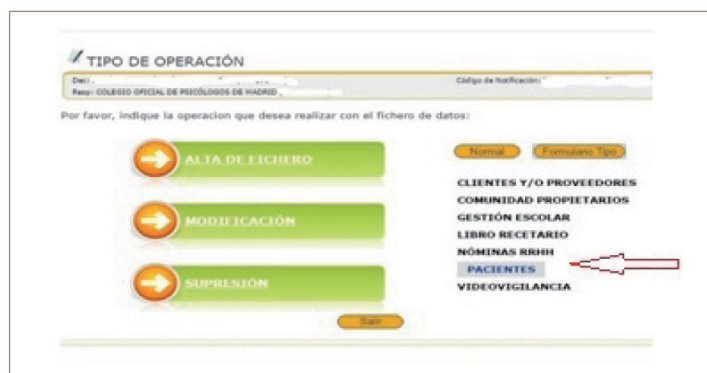 TIPO DE OPERACIÓN
Decl.
Código de Notificación:
Resp: COLEGIO OFICIAL DE PSICÓLOGOS DE MADRID .
Por favor, indique la operacion que desea realizar con el fichero de datos:
ALTA DE FICHERO
MODIFICACIÓN
SUPRESIÓN
Normal
Formulario Tipo
CLIENTES Y/O PROVEEDORES
COMUNIDAD PROPIETARIOS
GESTIÓN ESCOLAR
LIBRO RECETARIO
NÓMINAS RRHH
PACIENTES
VIDEOVIGILANCIA
Salir